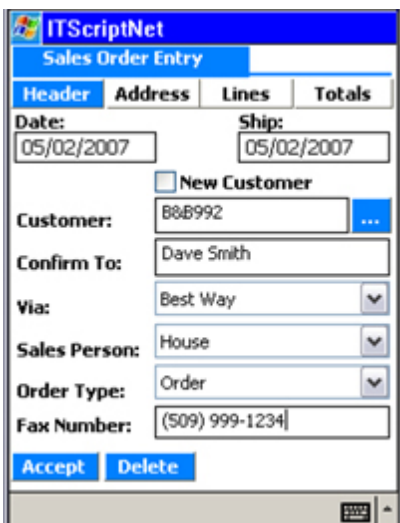 ITScriptNet
Sales Order Entry
Header Address Lines Totals
Date: Ship:
05/02/2007 05/02/2007
New Customer
Customer: B&B992 ...
Confirm To: Dave Smith
Via: Best Way
Sales Person: House
Order Type: Order
Fax Number: (509) 999-1234
Accept Delete